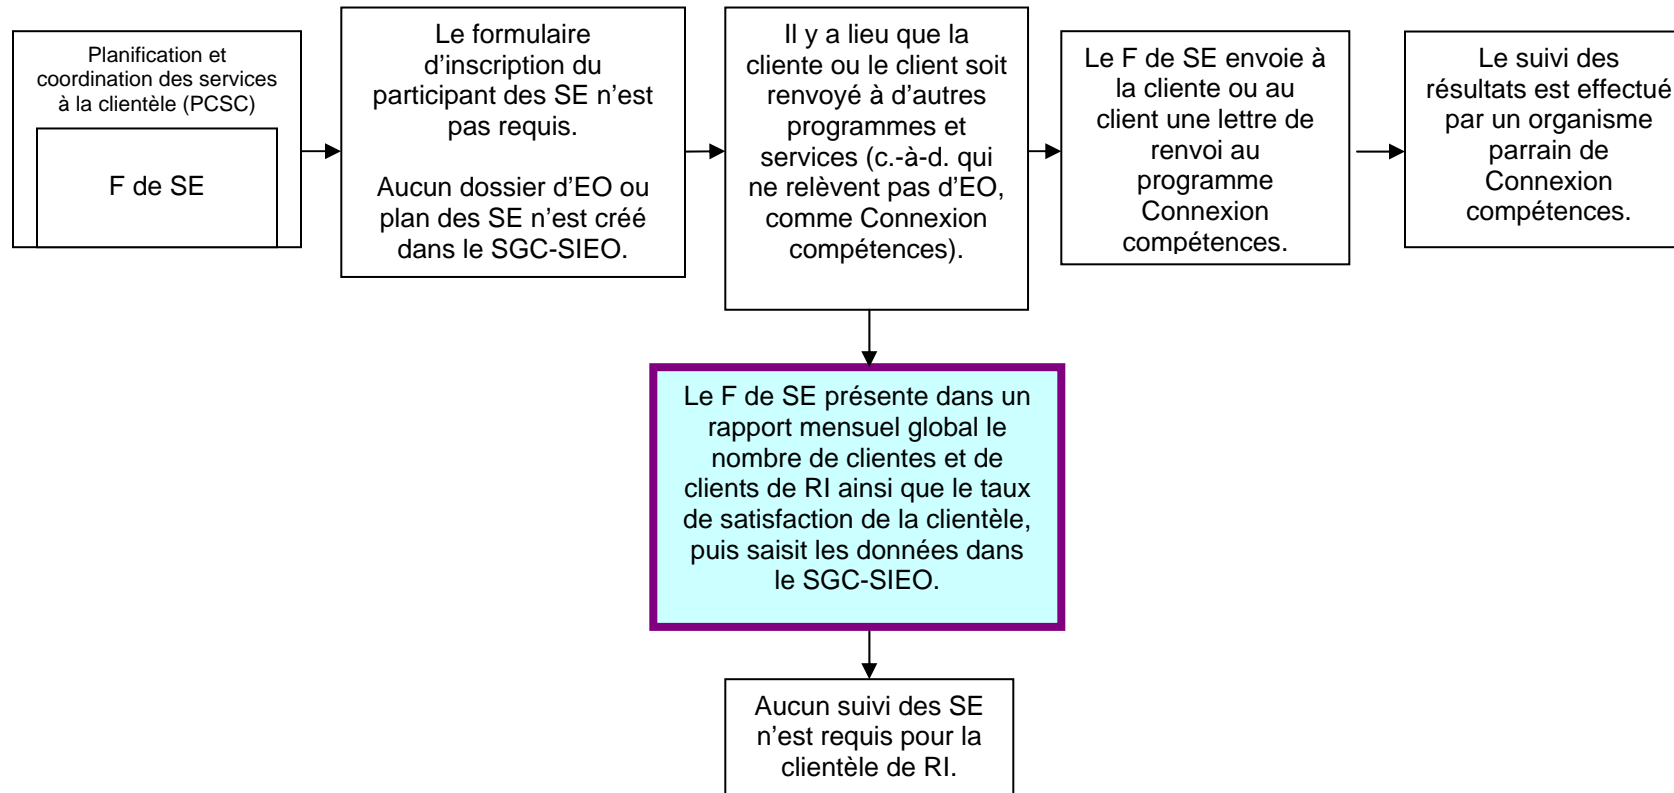 Planification et
coordination des services
à la clientèle (PCSC)
F de SE
Le formulaire
d'inscription du
participant des SE n'est
pas requis.
Aucun dossier d'EO ou
plan des SE n'est créé
dans le SGC-SIEO.
Il y a lieu que la
cliente ou le client soit
renvoyé à d'autres
programmes et
services (c.-à-d. qui
ne relèvent pas d'EO,
comme Connexion
compétences).
Le F de SE envoie à
la cliente ou au
client une lettre de
renvoi au
programme
Connexion
compétences.
Le suivi des
résultats est effectué
par un organisme
parrain de
Connexion
compétences.
Le F de SE présente dans un
rapport mensuel global le
nombre de clientes et de
clients de RI ainsi que le taux
de satisfaction de la clientèle,
puis saisit les données dans
le SGC-SIEO.
Aucun suivi des SE
n'est requis pour la
clientèle de RI.